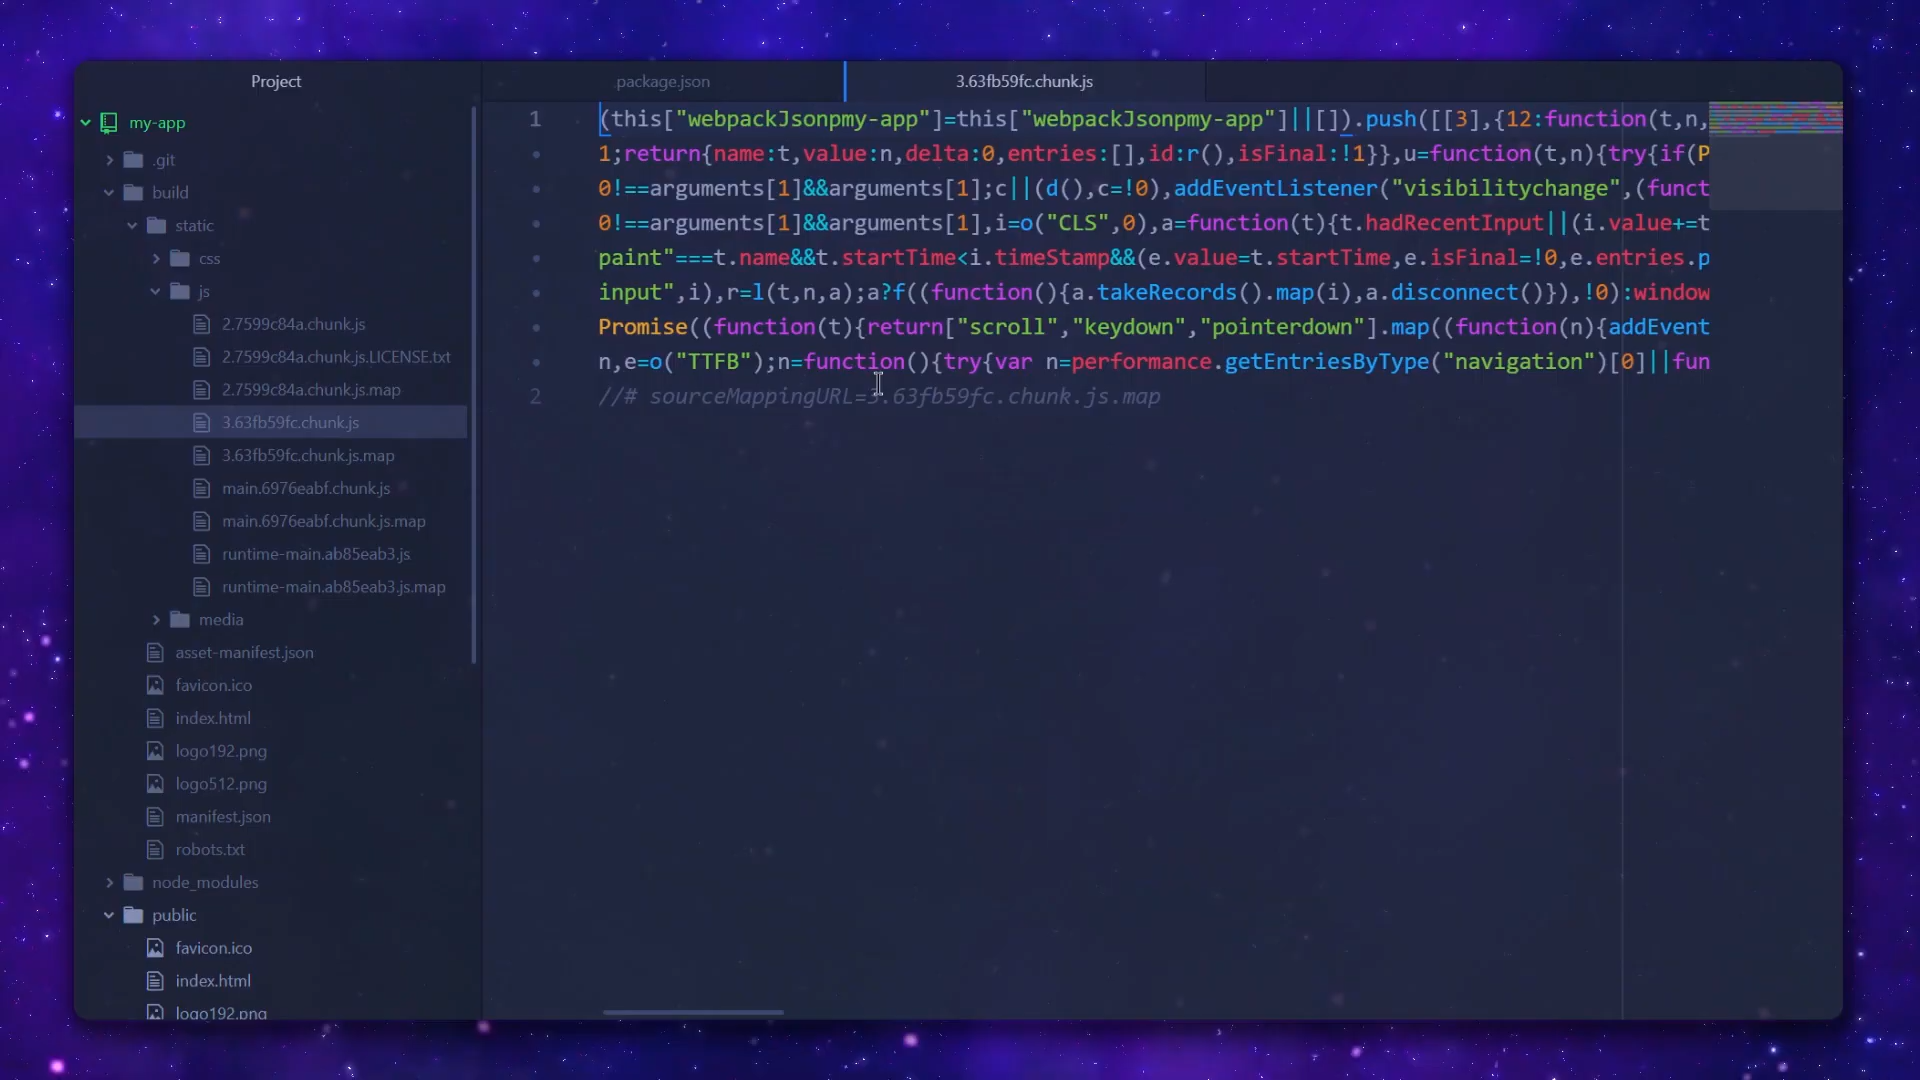 Project
my-app
.git
build
static
css
js
2.7599c84a.chunk.js
2.7599c84a.chunk.js.LICENSE.txt
2.7599c84a.chunk.js.map
3.63fb59fc.chunk.js
3.63fb59fc.chunk.js.map
main.6976eabf.chunk.js
main.6976eabf.chunk.js.map
runtime-main.ab85eab3.js
runtime-main.ab85eab3.js.map
media
asset-manifest.json
favicon.ico
index.html
logo192.png
logo512.png
manifest.json
robots.txt
node_modules
public
favicon.ico
index.html
logo192.png
.package.json
3.63fb59fc.chunk.js
1 (this["webpackJsonpmy-app"]=this["webpackJsonpmy-app"]||[]).push([[3],{12:function(t,n,
1;return{name:t,value:n,delta:0,entries:[],id:r(),isFinal:!1}},u=function(t,n){try{if(P
0!==arguments[1]&&arguments[1];c||(d(),c=!0),addEventListener("visibilitychange",(funct
0!==arguments[1]&&arguments[1],i=o("CLS",0),a=function(t){t.hadRecentInput||(i.value+=t
paint"===t.name&&t.startTime<i.timeStamp&&(e.value=t.startTime,e.isFinal=!0,e.entries.p
input",i),r=l(t,n,a);a?f((function(){a.takeRecords().map(i),a.disconnect()}),!0):window
Promise((function(t){return["scroll","keydown","pointerdown"].map((function(n){addEvent
n,e=o("TTFB");n=function(){try{var n=performance.getEntriesByType("navigation")[0]||fun
2 //# sourceMappingURL=3.63fb59fc.chunk.js.map